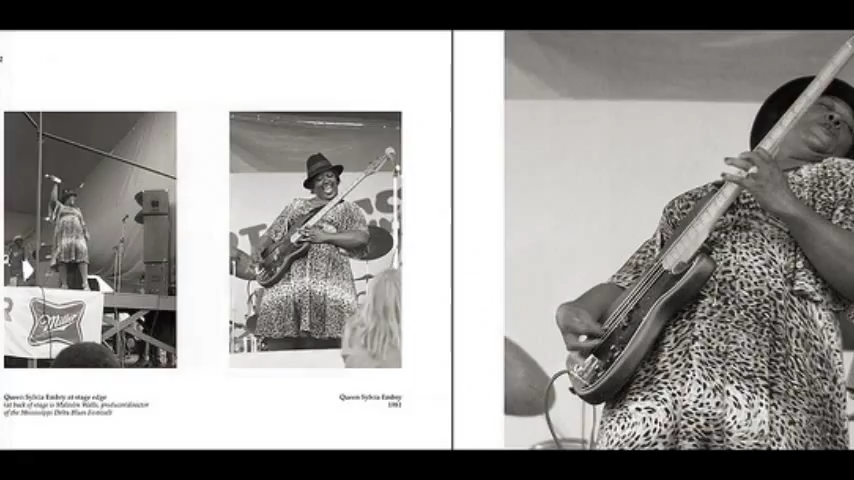 R
Miller
Queen Sylvia Embry at stage edge
(at back of stage is Malcolm Walls, producer/director
of the Mississippi Delta Blues Festival)
Queen Sylvia Embry
1981